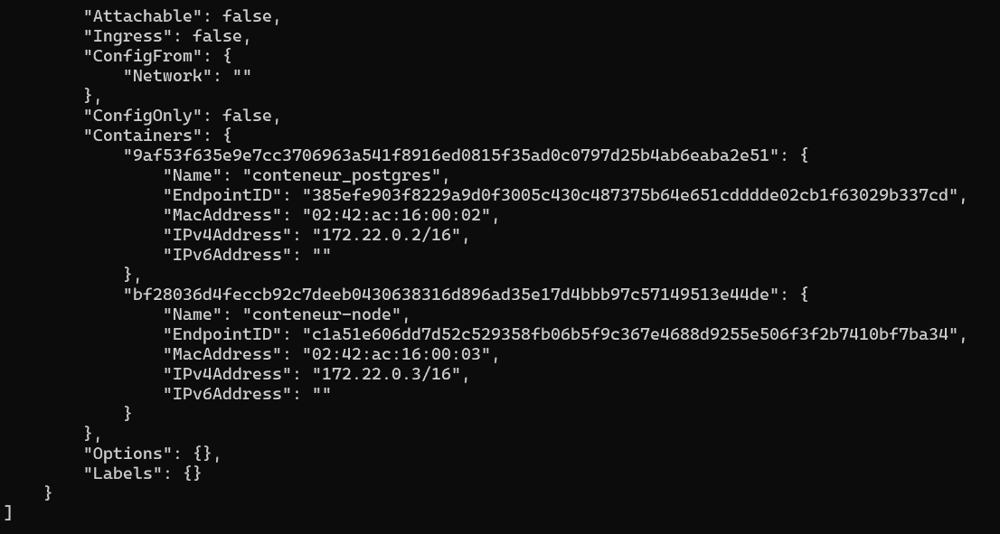 "Attachable": false,
"Ingress": false,
"ConfigFrom": {
"Network": ""
},
"ConfigOnly": false,
"Containers": {
"9af53f635e9e7cc3706963a541f8916ed0815f35ad0c0797d25b4ab6eaba2e51": {
"Name": "conteneur_postgres",
"EndpointID": "385efe903f8229a9d0f3005c430c487375b64e651cdddde02cb1f63029b337cd",
"MacAddress": "02:42:ac:16:00:02",
"IPv4Address": "172.22.0.2/16",
"IPv6Address": ""
},
"bf28036d4feccb92c7deeb0430638316d896ad35e17d4bbb97c57149513e44de": {
"Name": "conteneur-node",
"EndpointID": "c1a51e606dd7d52c529358fb06b5f9c367e4688d9255e506f3f2b7410bf7ba34",
"MacAddress": "02:42:ac:16:00:03",
"IPv4Address": "172.22.0.3/16",
"IPv6Address": ""
}
},
"Options": {},
"Labels": {}
}
]